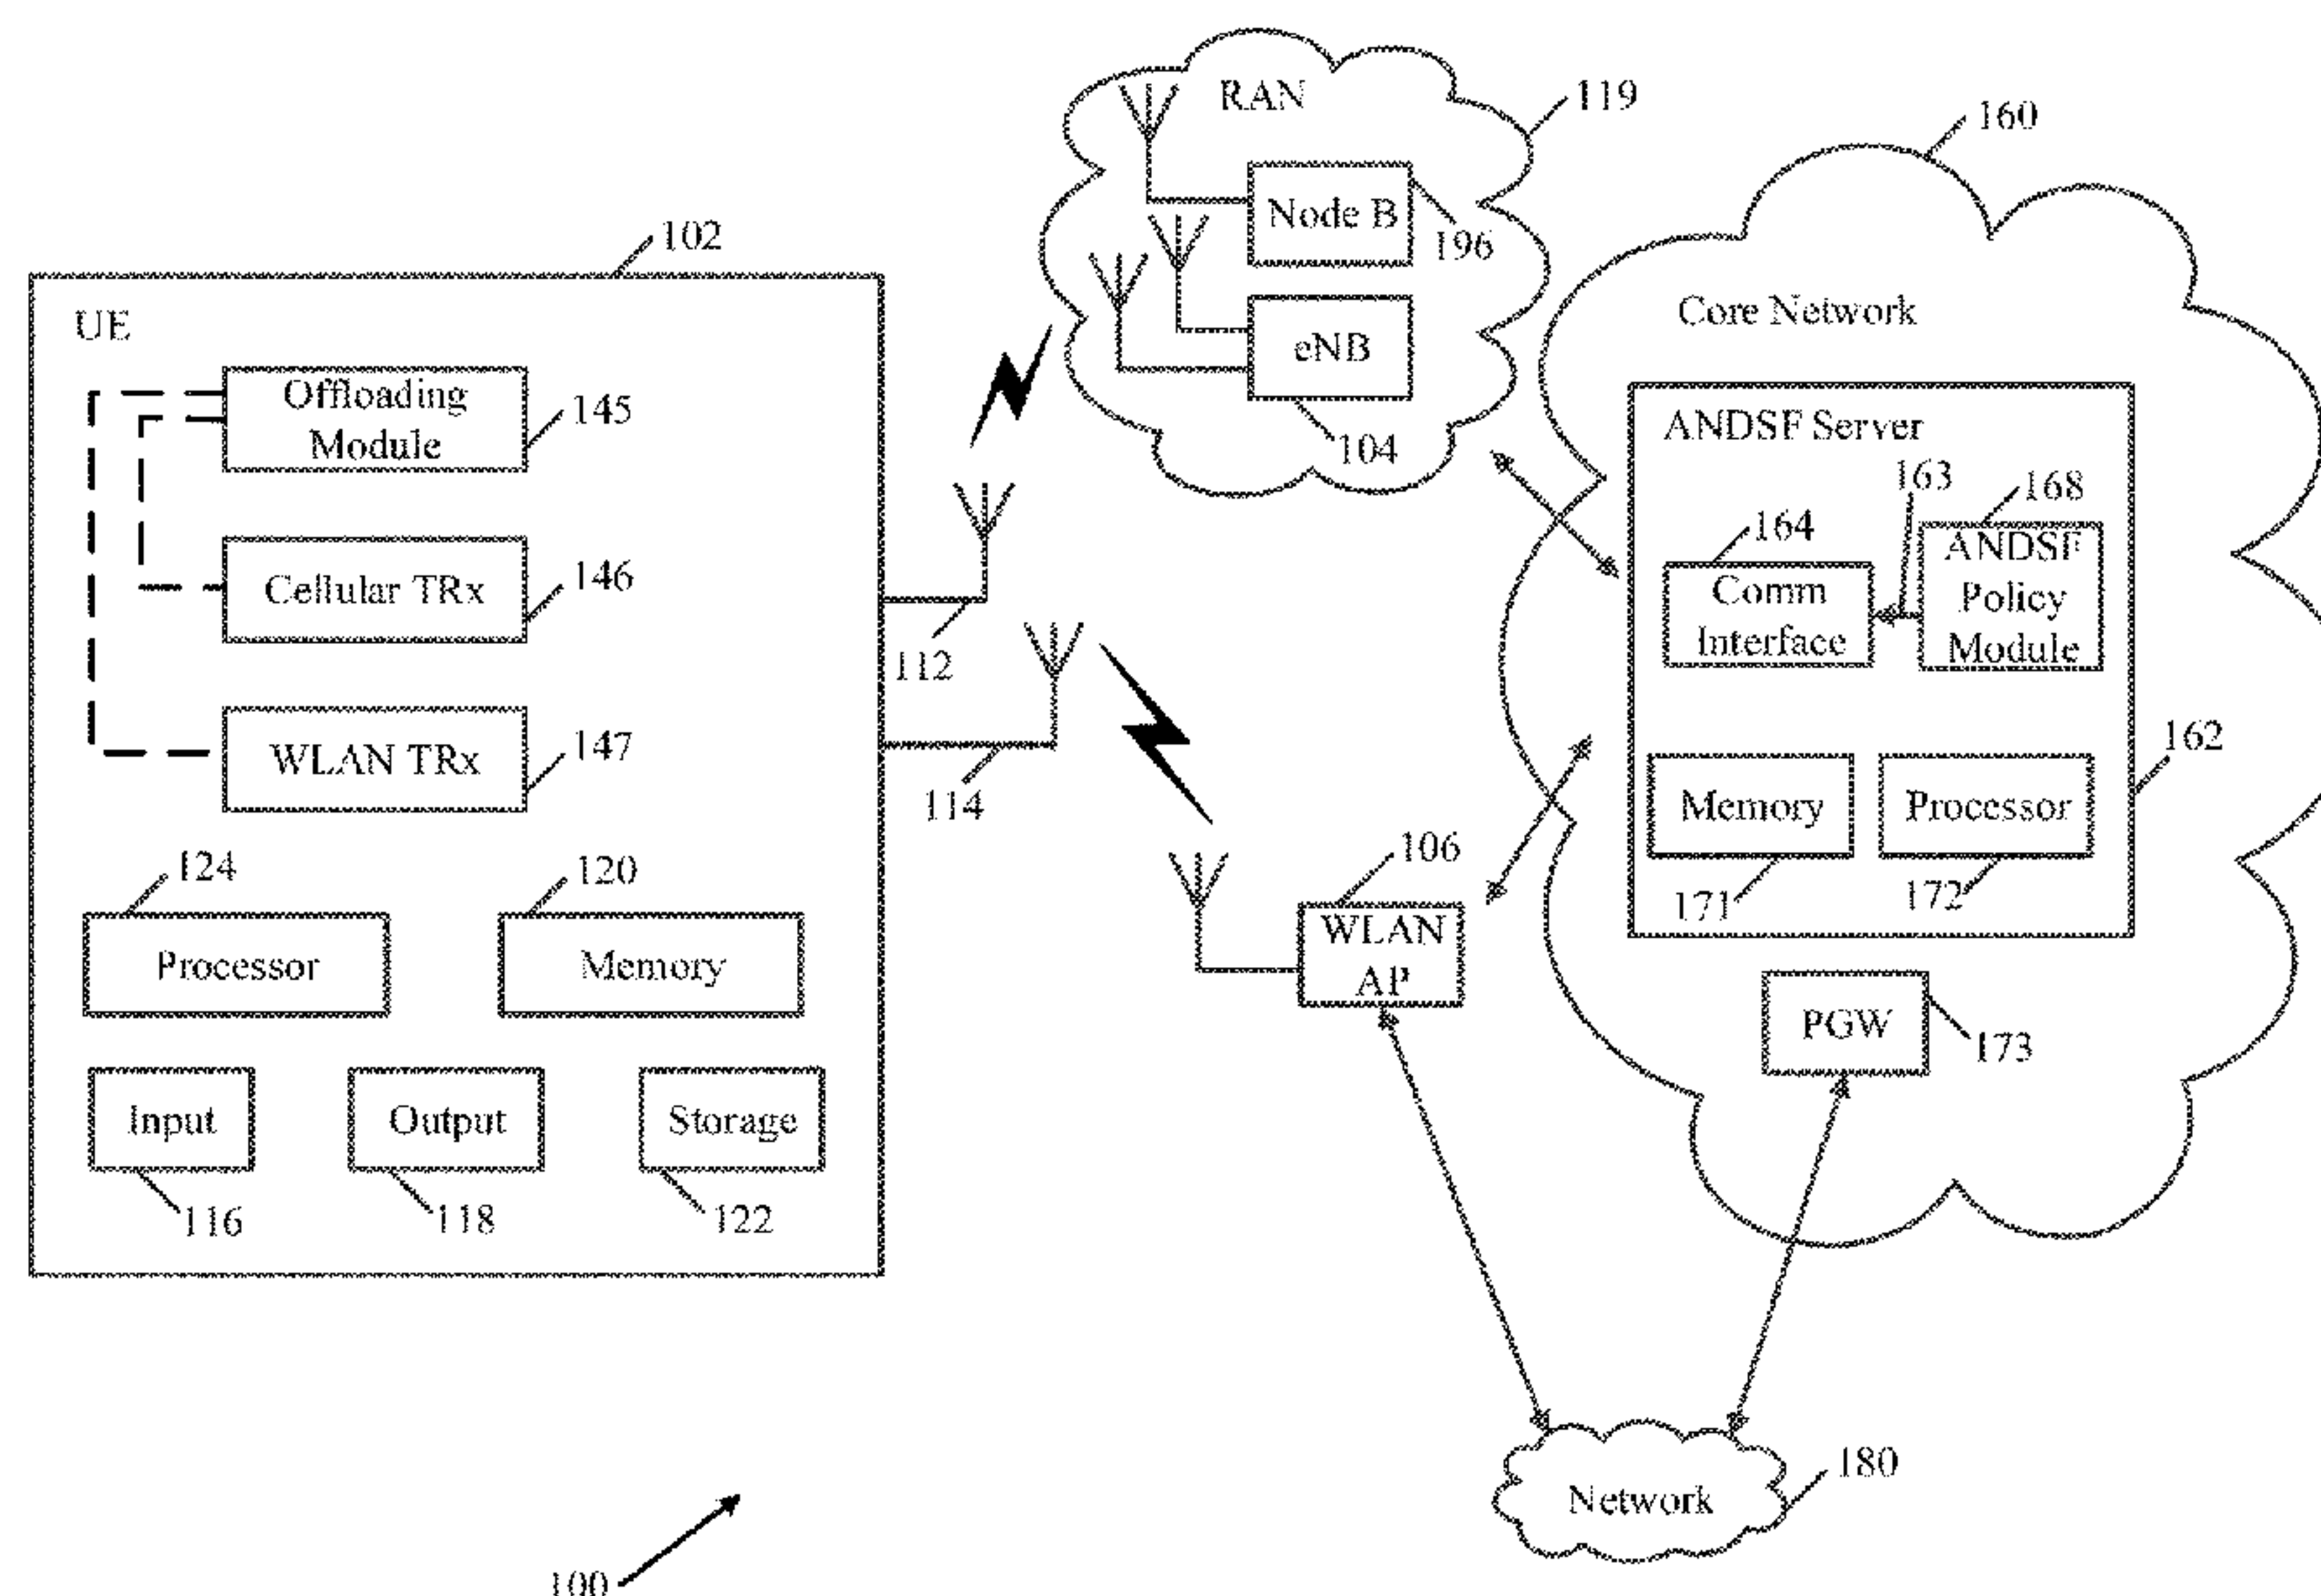 RAN
119
160
Node B
196
102
UE
Core Network
eNB
Offloading
Module
145
104
ANDSF Server
163
168
164
ANDSF
Policy
Module
Comm
Interface
Cellular TRx
146
112
WLAN TRx
147
114
162
Memory
Processor
171
172
124
120
106
WLAN
AP
Processor
Memory
PGW
173
Input
Output
Storage
116
118
122
Network
180
100